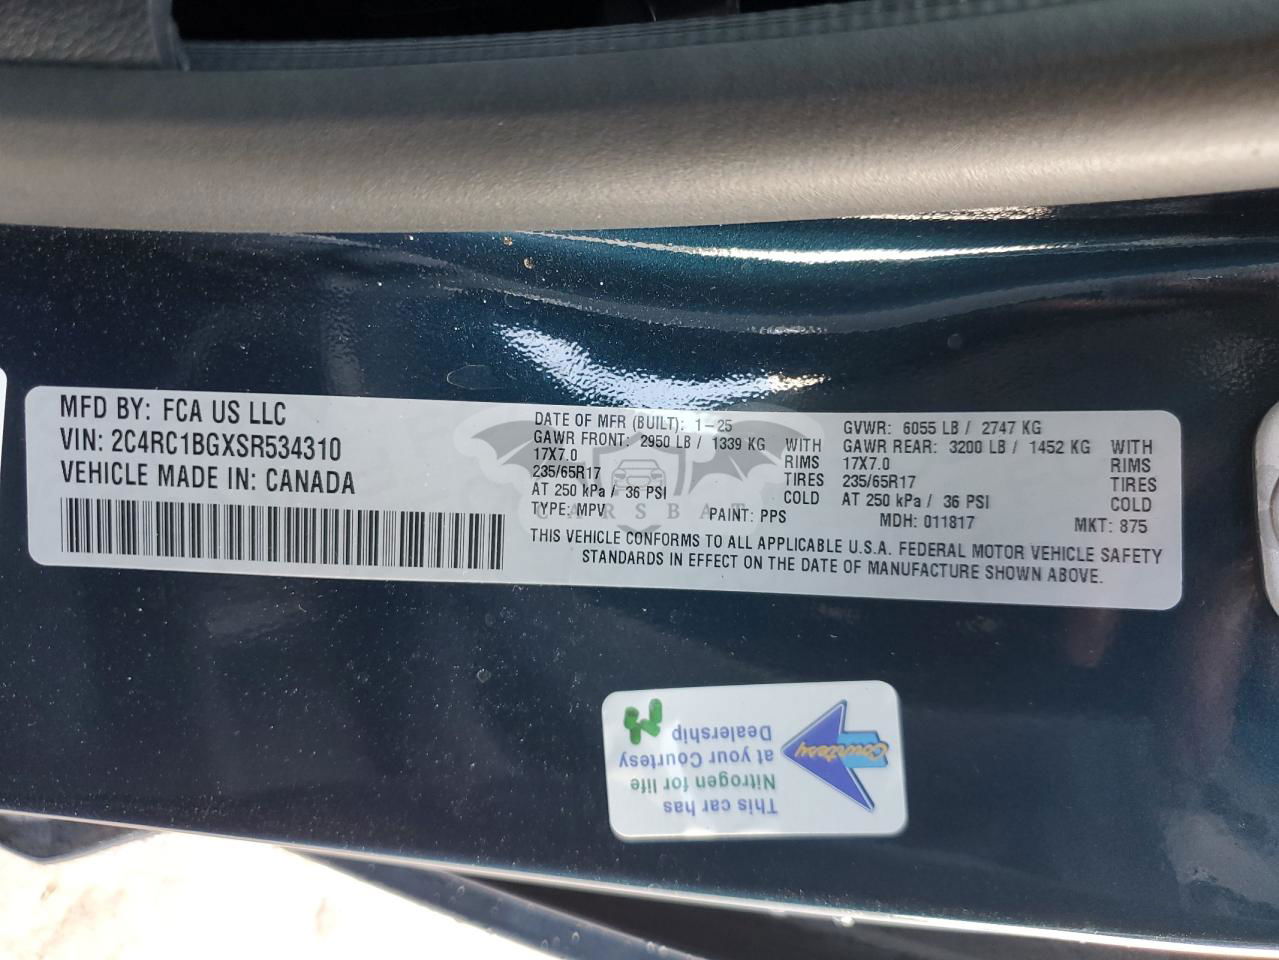 MFD BY: FCA US LLC
VIN: 2C4RC1BGXSR534310
VEHICLE MADE IN: CANADA
DATE OF MFR (BUILT): 1-25
GAWR FRONT: 2950 LB / 1339 KG WITH
17X7.0 RIMS
235/65R17 TIRES
AT 250 kPa / 36 PSI COLD
TYPE: MPV PAINT: PPS
GVWR: 6055 LB / 2747 KG
GAWR REAR: 3200 LB / 1452 KG WITH
17X7.0 RIMS
235/65R17 TIRES
AT 250 kPa / 36 PSI COLD
MDH: 011817 MKT: 875
THIS VEHICLE CONFORMS TO ALL APPLICABLE U.S.A. FEDERAL MOTOR VEHICLE SAFETY
STANDARDS IN EFFECT ON THE DATE OF MANUFACTURE SHOWN ABOVE.
CARSBAT
Courtesy
This car has
Nitrogen for life
at your Courtesy
Dealership